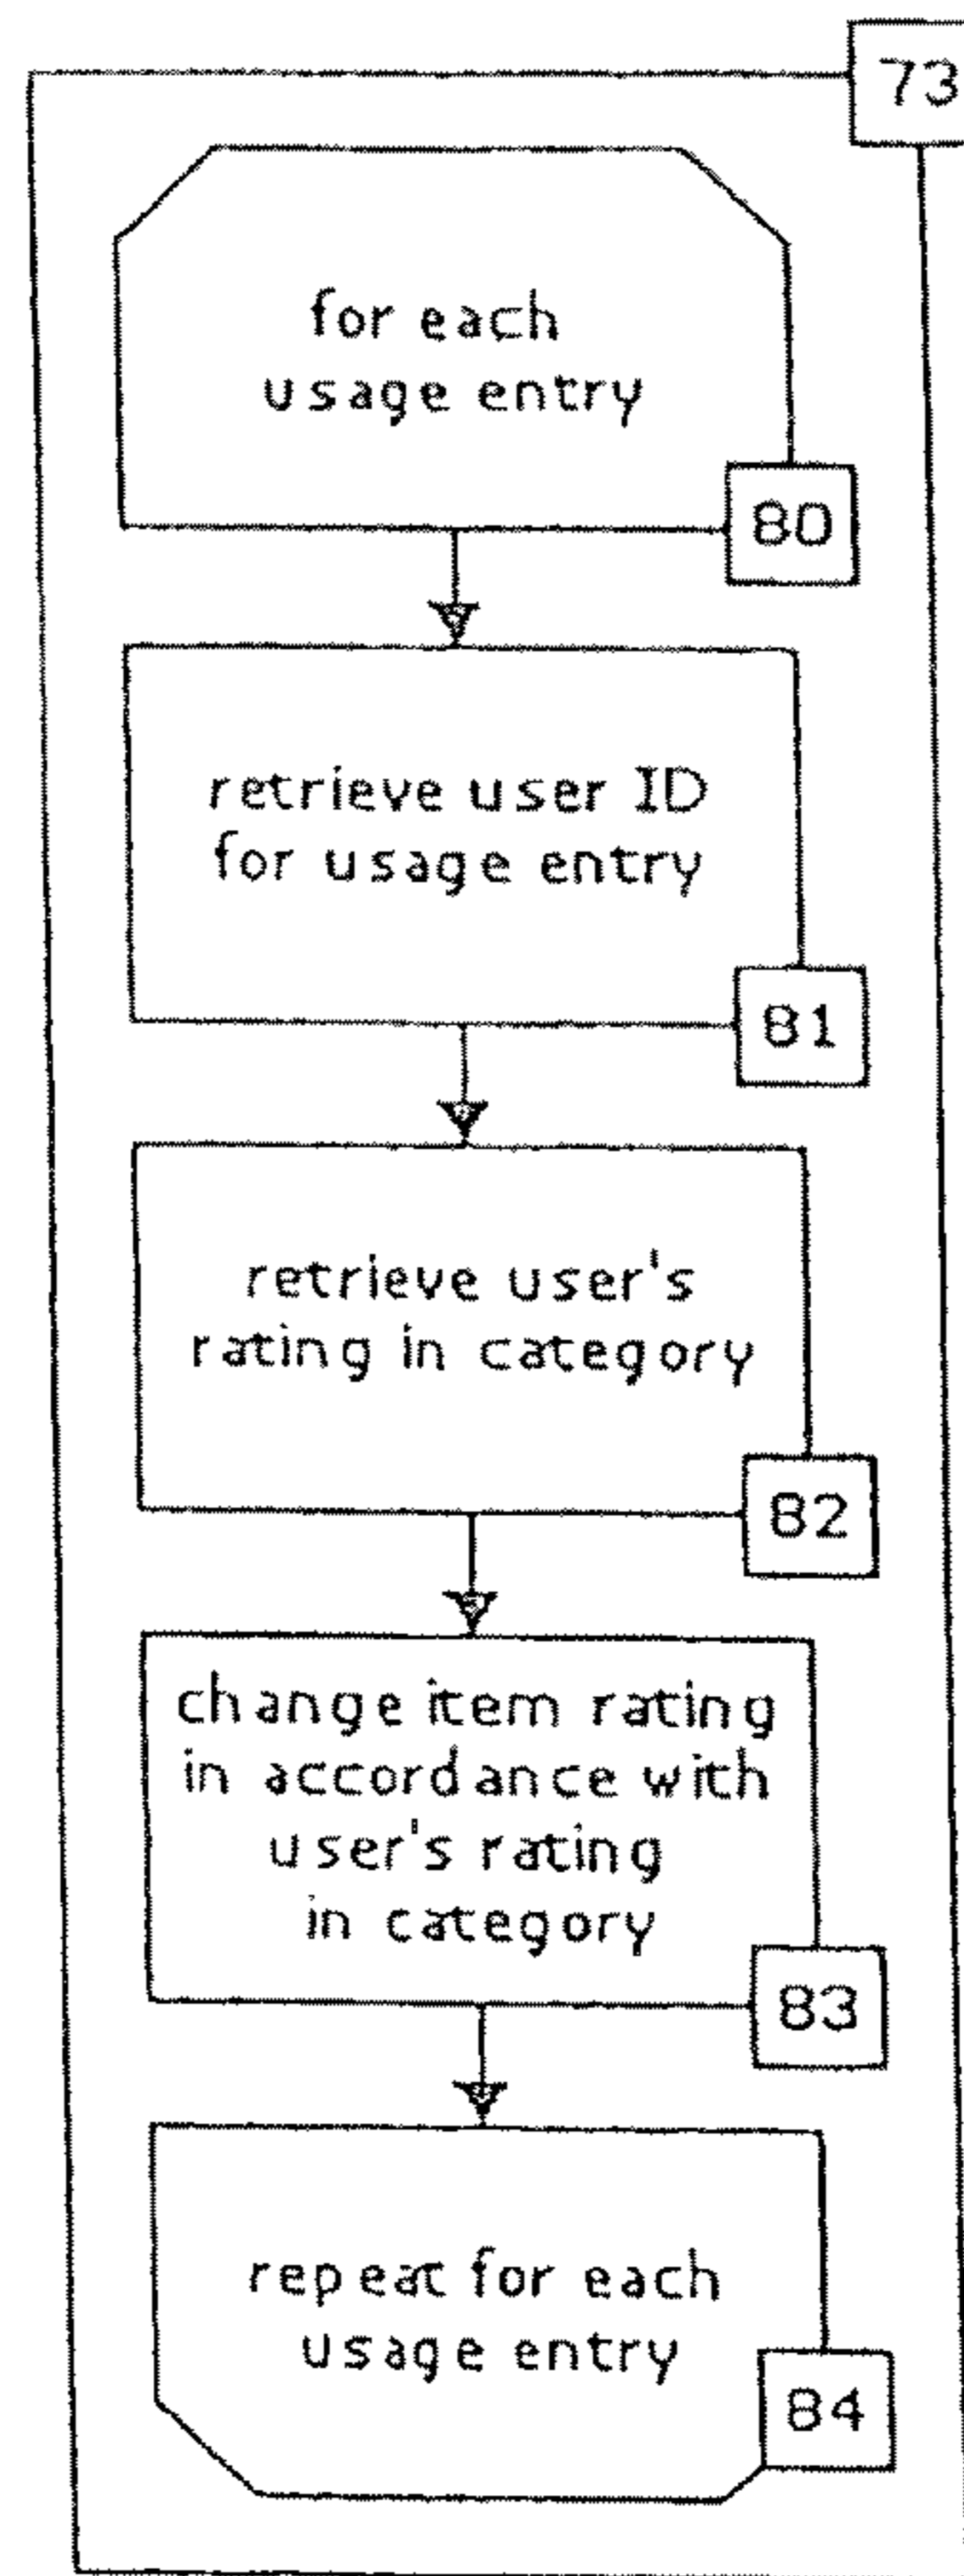 73
for each
usage entry
80
retrieve user ID
for usage entry
81
retrieve user's
rating in category
82
change item rating
in accordance with
user's rating
in category
83
repeat for each
usage entry
84